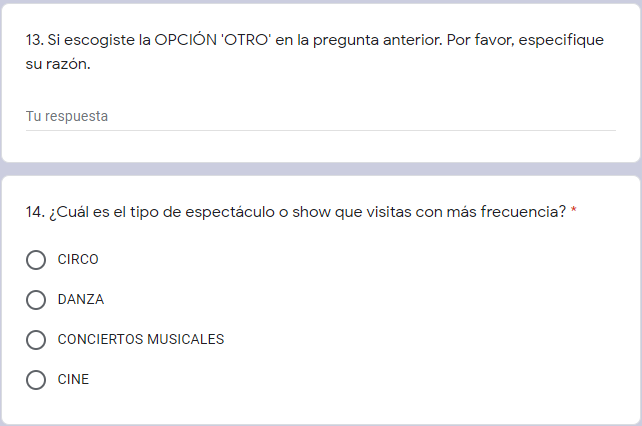 13. Si escogiste la OPCIÓN 'OTRO' en la pregunta anterior. Por favor, especifique
su razón.
Tu respuesta
14. ¿Cuál es el tipo de espectáculo o show que visitas con más frecuencia? *
CIRCO
DANZA
CONCIERTOS MUSICALES
CINE